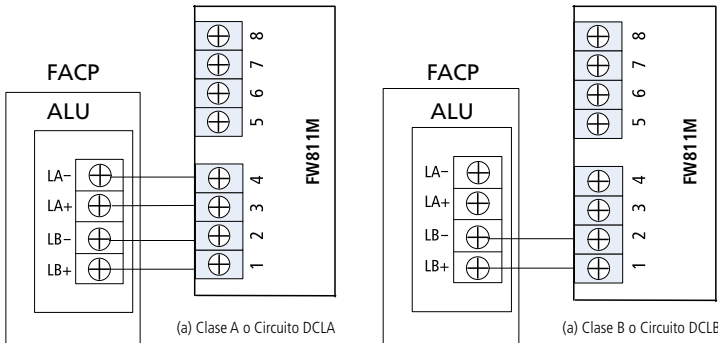 FACP
ALU
LA−
LA+
LB−
LB+
8
7
6
5
4
3
2
1
FW811M
(a) Clase A o Circuito DCLA
FACP
ALU
LA−
LA+
LB−
LB+
8
7
6
5
4
3
2
1
FW811M
(a) Clase B o Circuito DCLB